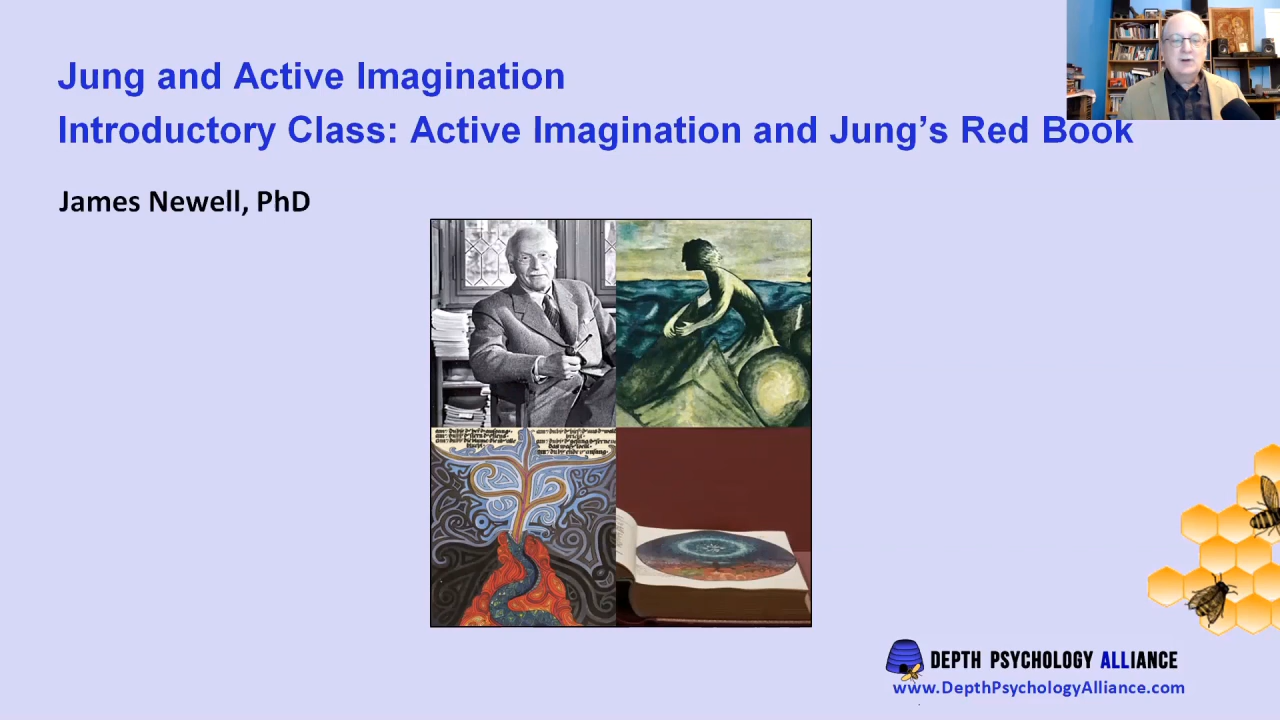 Jung and Active Imagination
Introductory Class: Active Imagination and Jung’s Red Book
James Newell, PhD
DEPTH PSYCHOLOGY ALLIANCE
www.DepthPsychologyAlliance.com